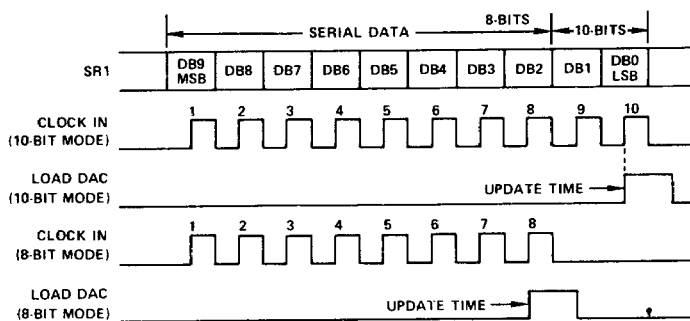 SERIAL DATA 8-BITS 10-BITS
SR1 DB9 MSB DB8 DB7 DB6 DB5 DB4 DB3 DB2 DB1 DB0 LSB
1 2 3 4 5 6 7 8 9 10
CLOCK IN
(10-BIT MODE)
LOAD DAC
(10-BIT MODE)
UPDATE TIME
1 2 3 4 5 6 7 8
CLOCK IN
(8-BIT MODE)
LOAD DAC
(8-BIT MODE)
UPDATE TIME